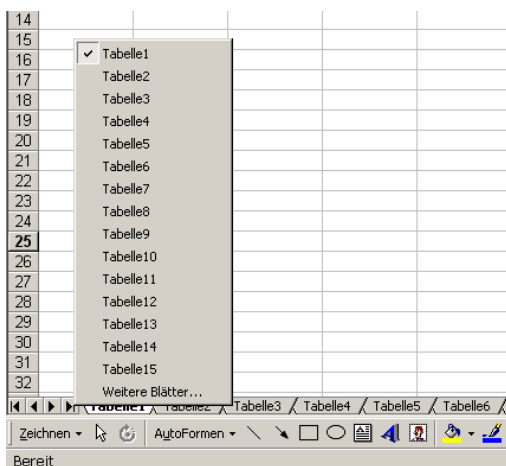 14
15
16
17
18
19
20
21
22
23
24
25
26
27
28
29
30
31
32
Tabelle1
Tabelle2
Tabelle3
Tabelle4
Tabelle5
Tabelle6
Tabelle7
Tabelle8
Tabelle9
Tabelle10
Tabelle11
Tabelle12
Tabelle13
Tabelle14
Tabelle15
Weitere Blätter...
Tabelle1 Tabelle2 Tabelle3 Tabelle4 Tabelle5 Tabelle6
Zeichnen AutoFormen
Bereit